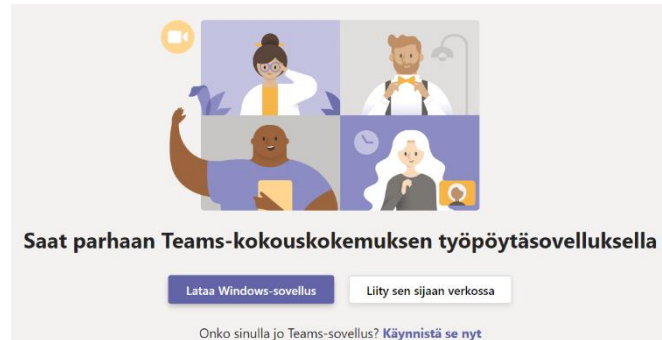 Saat parhaan Teams-kokouskokemuksen työpöytäsovelluksella
Lataa Windows-sovellus
Liity sen sijaan verkossa
Onko sinulla jo Teams-sovellus? Käynnistä se nyt